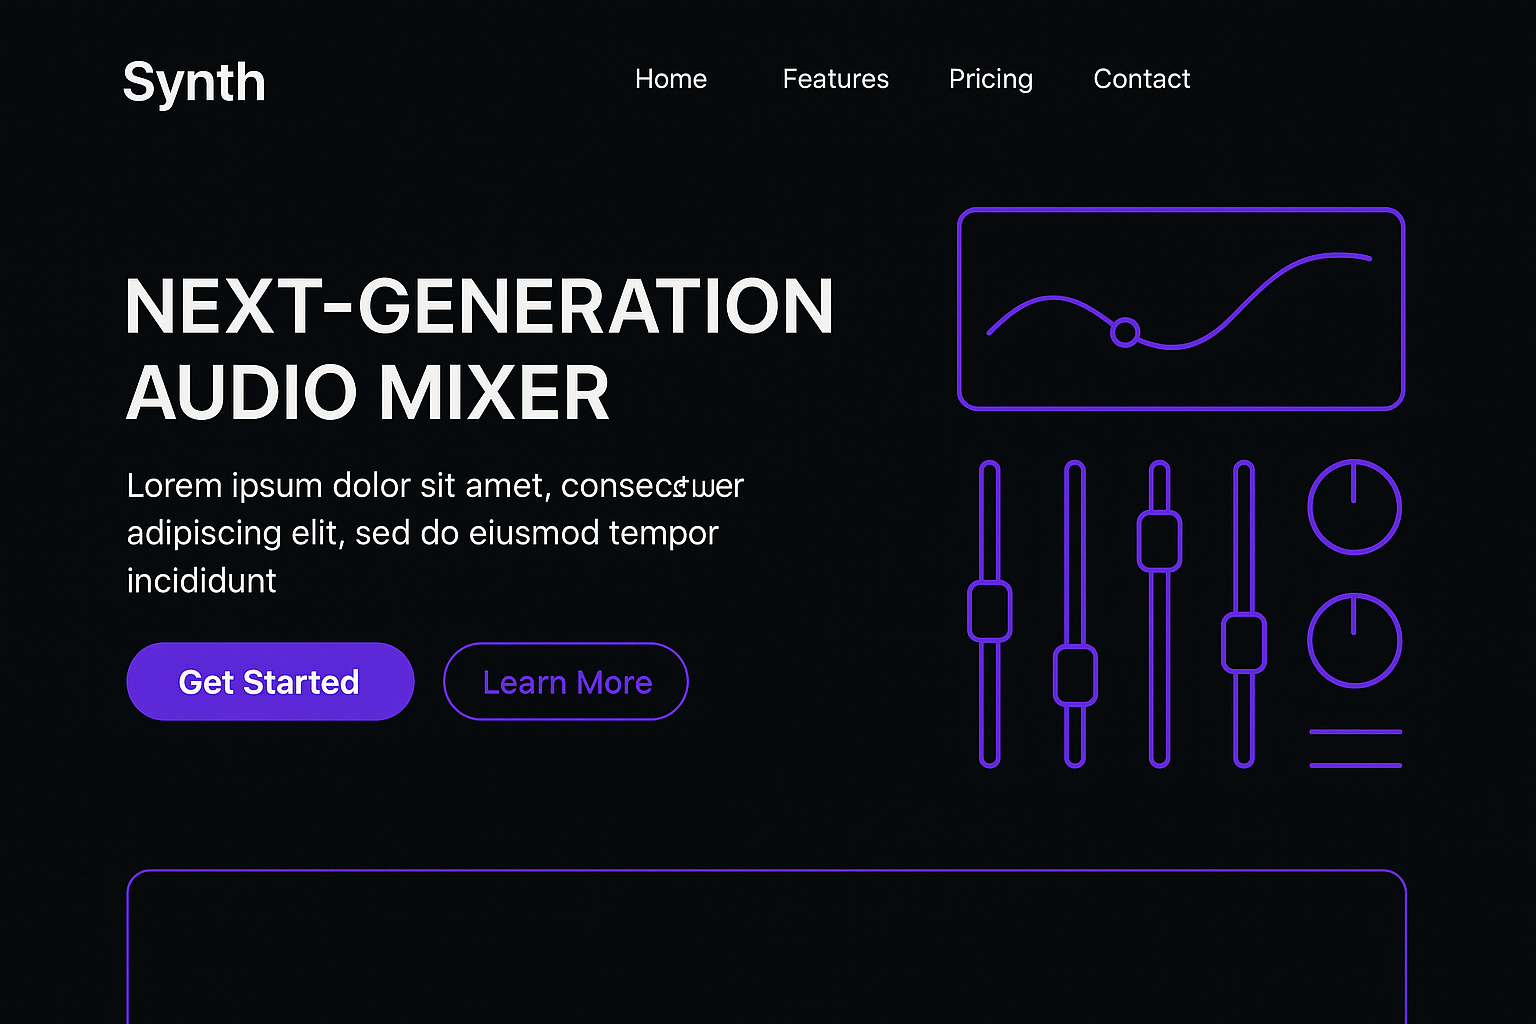 Synth
Home Features Pricing Contact
NEXT-GENERATION
AUDIO MIXER
Lorem ipsum dolor sit amet,
adipiscing elit, sed do eiusmod tempor
incididunt
Get Started Learn More